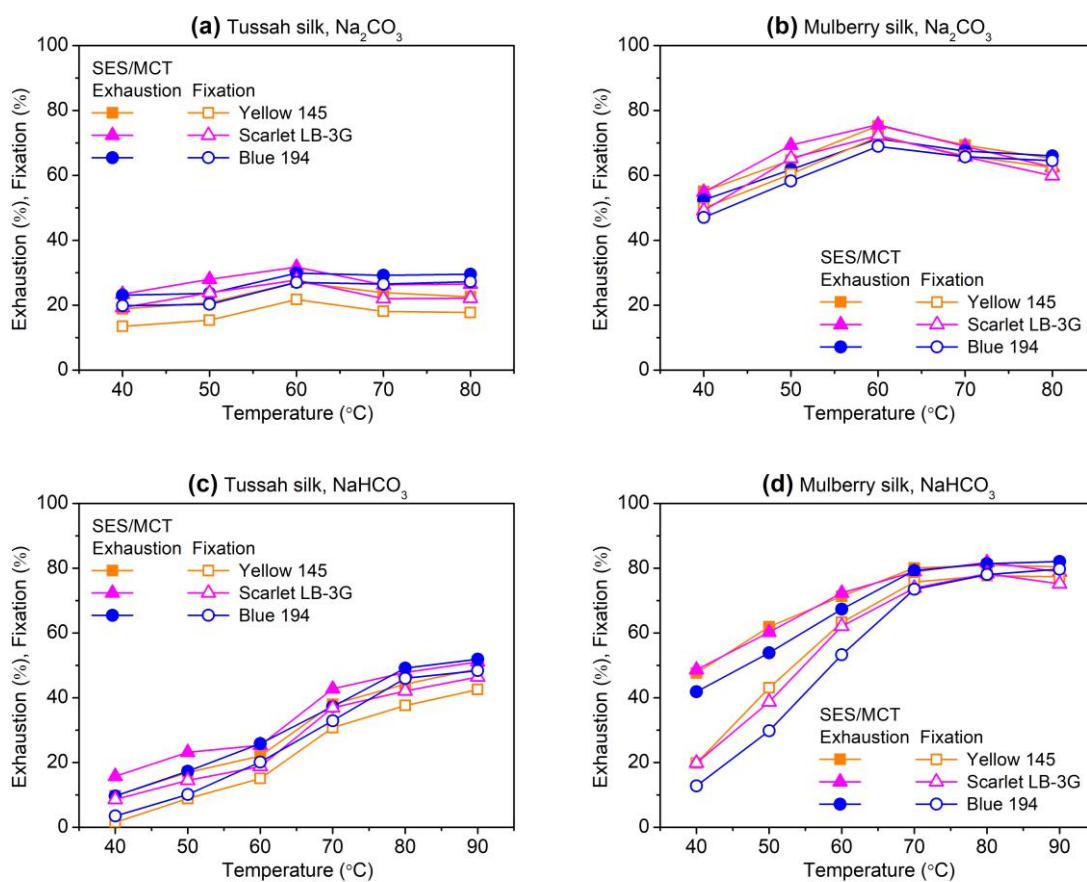 (a) Tussah silk, Na₂CO₃
100
80
60
40
20
0
Exhaustion (%), Fixation (%)
SES/MCT
Exhaustion Fixation
Yellow 145
Scarlet LB-3G
Blue 194
40 50 60 70 80
Temperature (°C)
(b) Mulberry silk, Na₂CO₃
100
80
60
40
20
0
Exhaustion (%), Fixation (%)
SES/MCT
Exhaustion Fixation
Yellow 145
Scarlet LB-3G
Blue 194
40 50 60 70 80
Temperature (°C)
(c) Tussah silk, NaHCO₃
100
80
60
40
20
0
Exhaustion (%), Fixation (%)
SES/MCT
Exhaustion Fixation
Yellow 145
Scarlet LB-3G
Blue 194
40 50 60 70 80 90
Temperature (°C)
(d) Mulberry silk, NaHCO₃
100
80
60
40
20
0
Exhaustion (%), Fixation (%)
SES/MCT
Exhaustion Fixation
Yellow 145
Scarlet LB-3G
Blue 194
40 50 60 70 80 90
Temperature (°C)